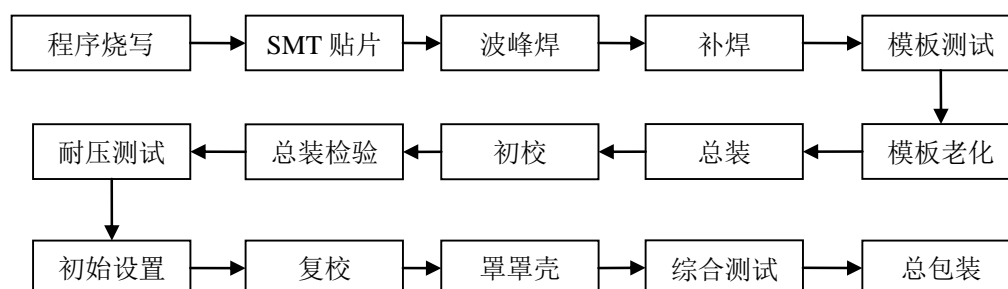 程序烧写 SMT 贴片 波峰焊 补焊 模板测试
耐压测试 总装检验 初校 总装 模板老化
初始设置 复校 罩罩壳 综合测试 总包装